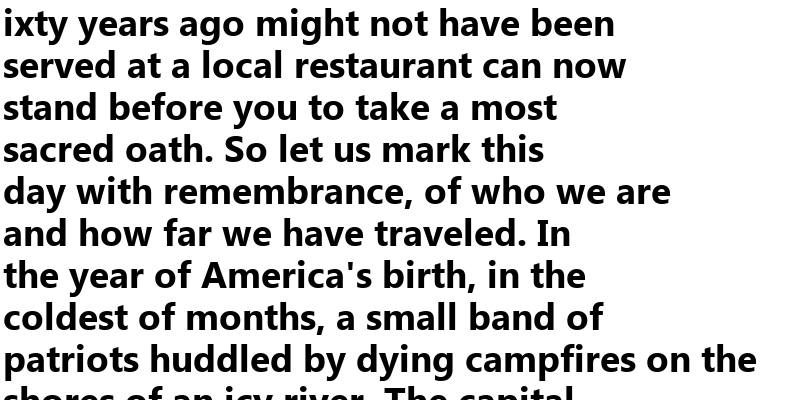 ixty years ago might not have been
served at a local restaurant can now
stand before you to take a most
sacred oath. So let us mark this
day with remembrance, of who we are
and how far we have traveled. In
the year of America's birth, in the
coldest of months, a small band of
patriots huddled by dying campfires on the
shores of an icy river. The capital